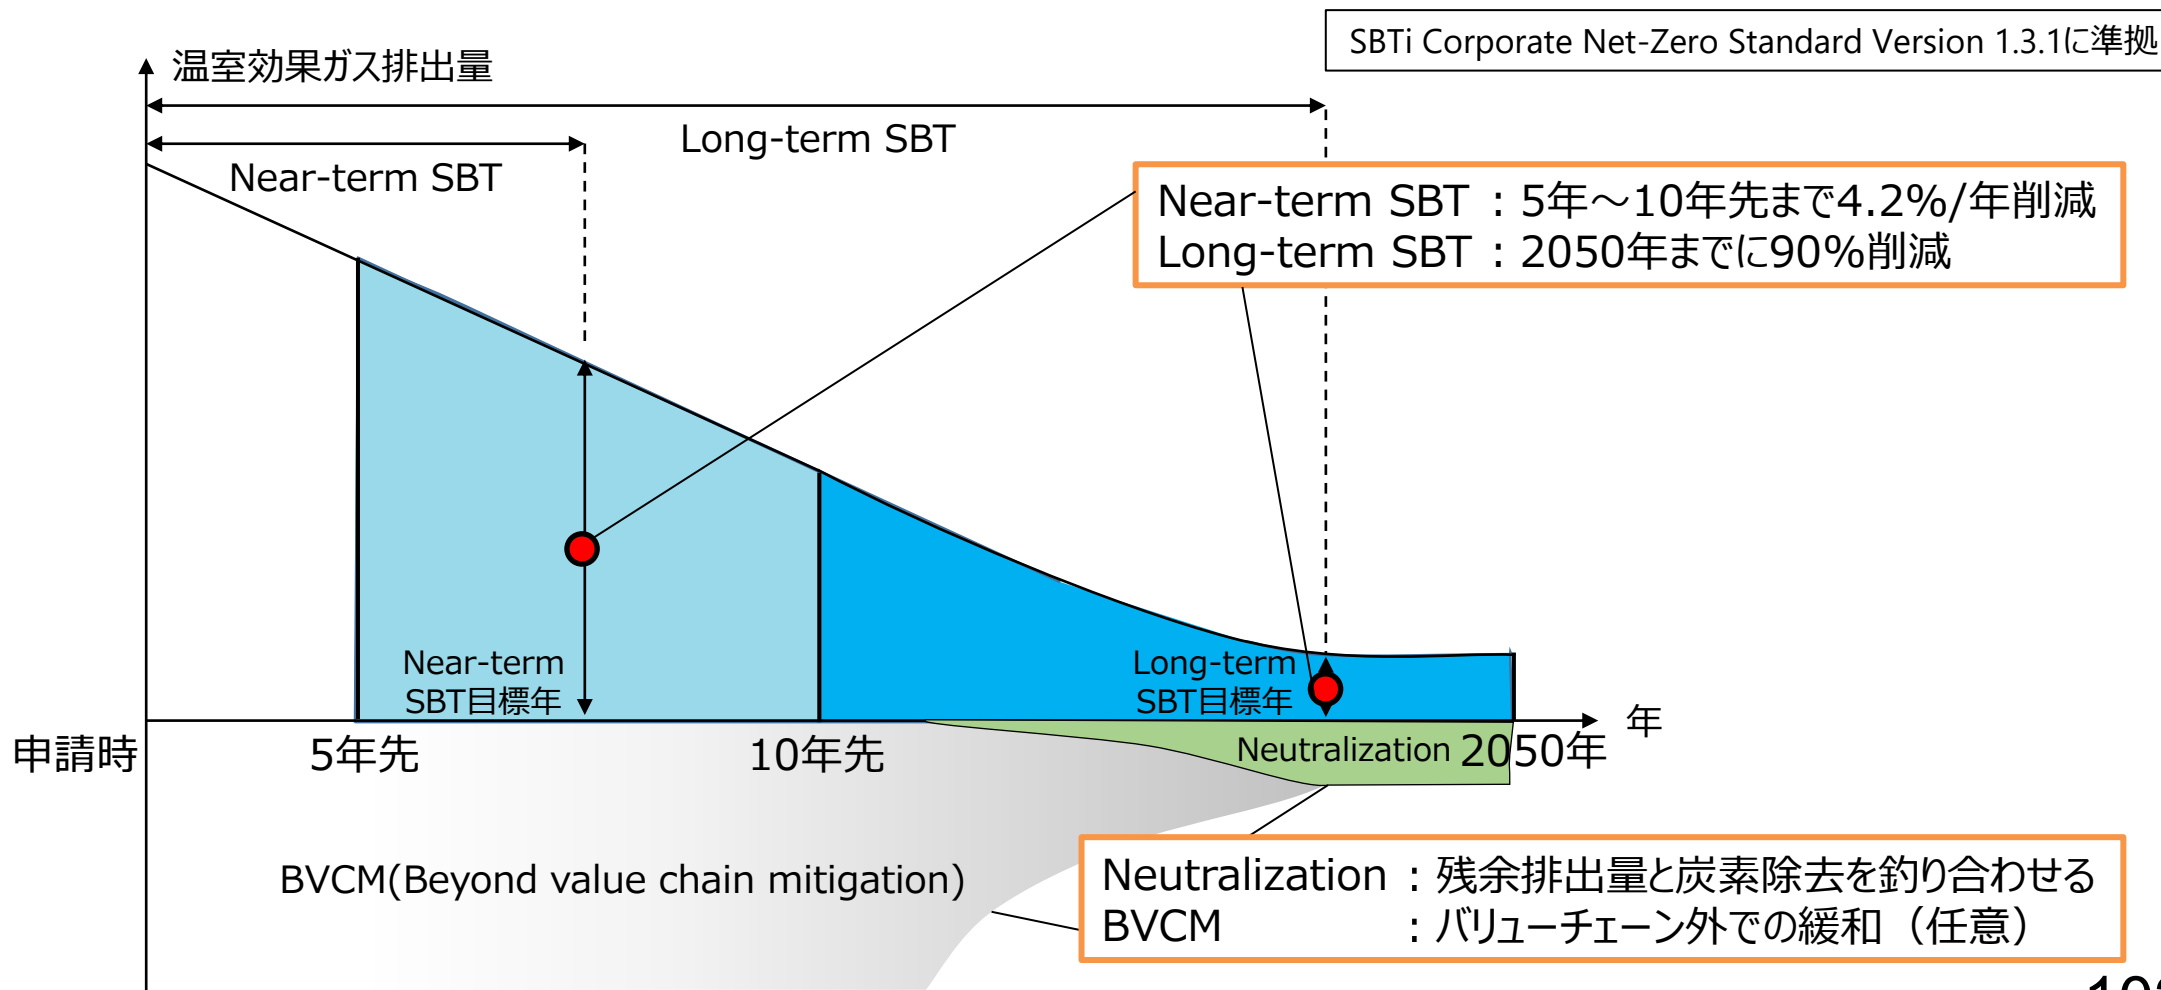 SBTi Corporate Net-Zero Standard Version 1.3.1に準拠
温室効果ガス排出量
Long-term SBT
Near-term SBT
Near-term SBT：5年～10年先まで4.2%/年削減
Long-term SBT：2050年までに90%削減
Near-term
SBT目標年
Long-term
SBT目標年
年
申請時
5年先
10年先
Neutralization
2050年
BVCM(Beyond value chain mitigation)
Neutralization：残余排出量と炭素除去を釣り合わせる
BVCM：バリューチェーン外での緩和（任意）